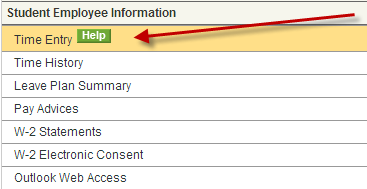 Student Employee Information
Time Entry Help
Time History
Leave Plan Summary
Pay Advices
W-2 Statements
W-2 Electronic Consent
Outlook Web Access